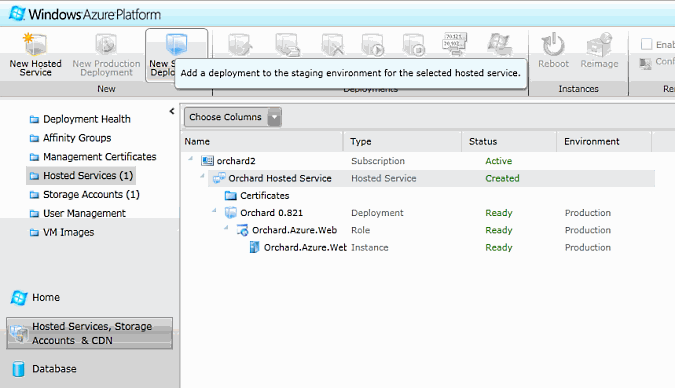 Windows Azure Platform
New Hosted Service
New Production Deployment
New S
Deplo
Add a deployment to the staging environment for the selected hosted service.
Reboot
Reimage
Enab
Conf
New
Deployments
Instances
Re
Deployment Health
Affinity Groups
Management Certificates
Hosted Services (1)
Storage Accounts (1)
User Management
VM Images
Home
Hosted Services, Storage
Accounts & CDN
Database
Choose Columns
Name Type Status Environment
orchard2 Subscription Active
Orchard Hosted Service Hosted Service Created
Certificates
Orchard 0.821 Deployment Ready Production
Orchard.Azure.Web Role Ready Production
Orchard.Azure.Web Instance Ready Production